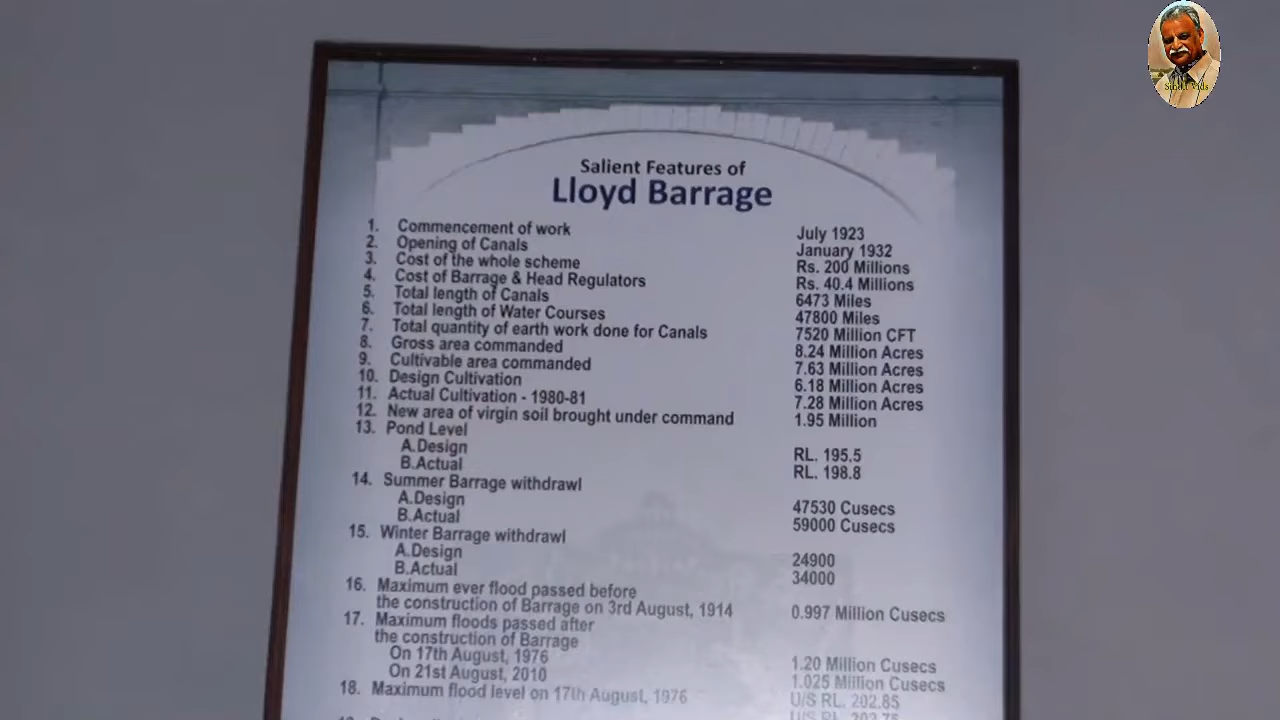 Salient Features of
Lloyd Barrage
1. Commencement of work July 1923
2. Opening of Canals January 1932
3. Cost of the whole scheme Rs. 200 Millions
4. Cost of Barrage & Head Regulators Rs. 40.4 Millions
5. Total length of Canals 6473 Miles
6. Total length of Water Courses 47800 Miles
7. Total quantity of earth work done for Canals 7520 Million CFT
8. Gross area commanded 8.24 Million Acres
9. Cultivable area commanded 7.63 Million Acres
10. Design Cultivation 6.18 Million Acres
11. Actual Cultivation - 1980-81 7.28 Million Acres
12. New area of virgin soil brought under command 1.95 Million
13. Pond Level
A.Design RL. 195.5
B.Actual RL. 198.8
14. Summer Barrage withdrawl
A.Design 47530 Cusecs
B.Actual 59000 Cusecs
15. Winter Barrage withdrawl
A.Design 24900
B.Actual 34000
16. Maximum ever flood passed before
the construction of Barrage on 3rd August, 1914 0.997 Million Cusecs
17. Maximum floods passed after
the construction of Barrage
On 17th August, 1976 1.20 Million Cusecs
On 21st August, 2010 1.025 Million Cusecs
18. Maximum flood level on 17th August, 1976 U/S RL. 202.85